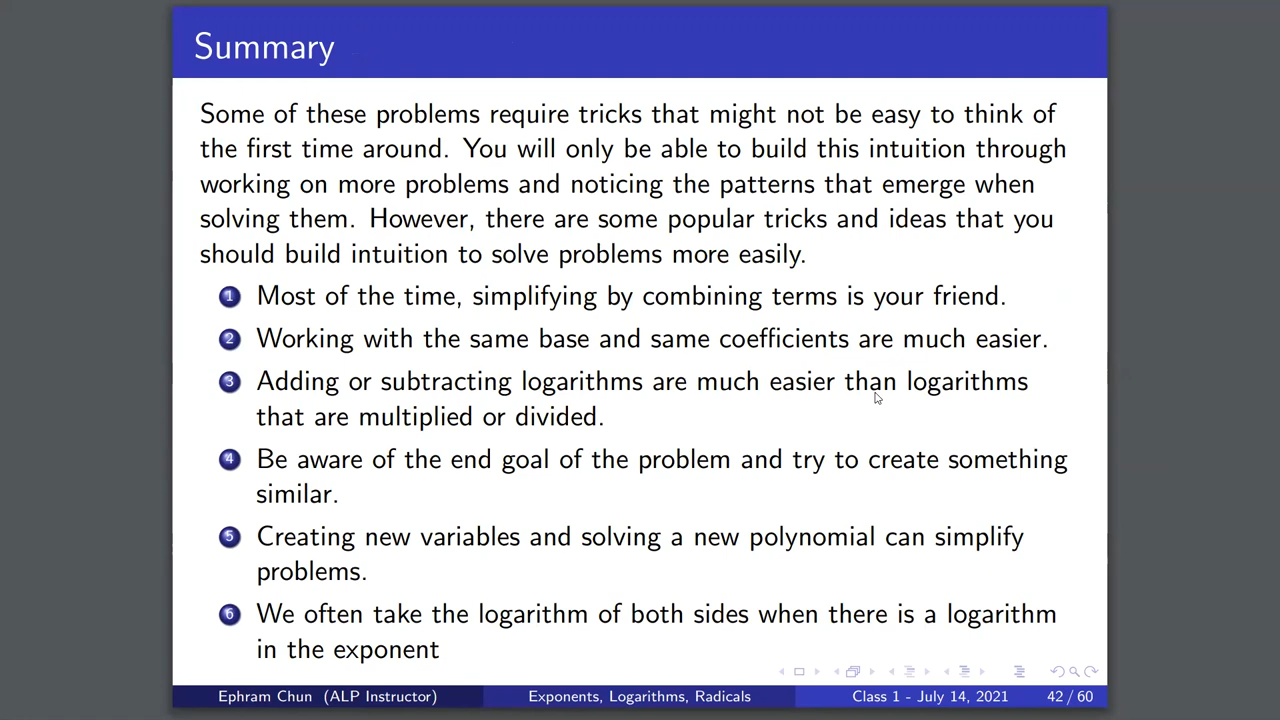 Summary
Some of these problems require tricks that might not be easy to think of
the first time around. You will only be able to build this intuition through
working on more problems and noticing the patterns that emerge when
solving them. However, there are some popular tricks and ideas that you
should build intuition to solve problems more easily.
1 Most of the time, simplifying by combining terms is your friend.
2 Working with the same base and same coefficients are much easier.
3 Adding or subtracting logarithms are much easier than logarithms
that are multiplied or divided.
4 Be aware of the end goal of the problem and try to create something
similar.
5 Creating new variables and solving a new polynomial can simplify
problems.
6 We often take the logarithm of both sides when there is a logarithm
in the exponent
Ephram Chun (ALP Instructor) Exponents, Logarithms, Radicals Class 1 - July 14, 2021 42 / 60